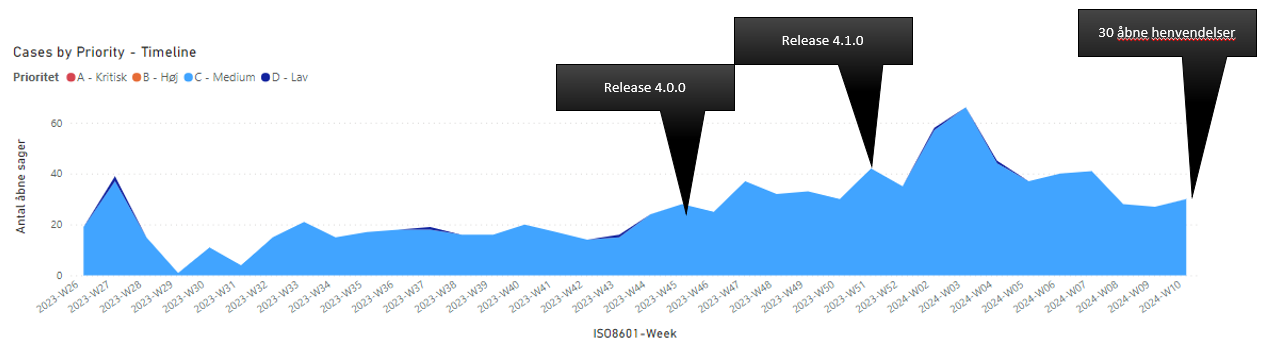 30 åbne henvendelser
Release 4.1.0
Cases by Priority - Timeline
Prioritet A - Kritisk B - Høj C - Medium D - Lav
Release 4.0.0
Antal åbne sager
60
40
20
0
2023-W26
2023-W27
2023-W28
2023-W29
2023-W30
2023-W31
2023-W32
2023-W33
2023-W34
2023-W35
2023-W36
2023-W37
2023-W38
2023-W39
2023-W40
2023-W41
2023-W42
2023-W43
2023-W44
2023-W45
2023-W46
2023-W47
2023-W48
2023-W49
2023-W50
2023-W51
2023-W52
2024-W02
2024-W03
2024-W04
2024-W05
2024-W06
2024-W07
2024-W08
2024-W09
2024-W10
ISO8601-Week